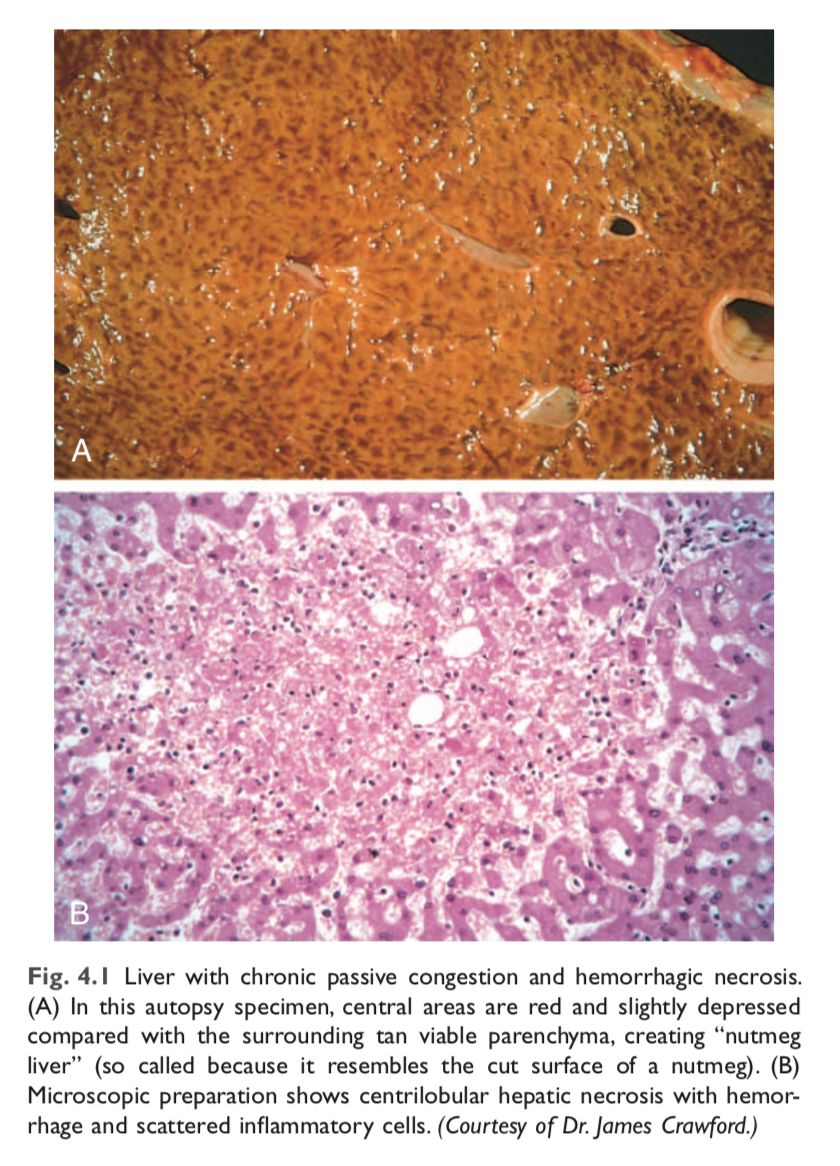 A
B
Fig. 4.1 Liver with chronic passive congestion and hemorrhagic necrosis.
(A) In this autopsy specimen, central areas are red and slightly depressed
compared with the surrounding tan viable parenchyma, creating “nutmeg
liver” (so called because it resembles the cut surface of a nutmeg). (B)
Microscopic preparation shows centrilobular hepatic necrosis with hemor-
rhage and scattered inflammatory cells. (Courtesy of Dr. James Crawford.)